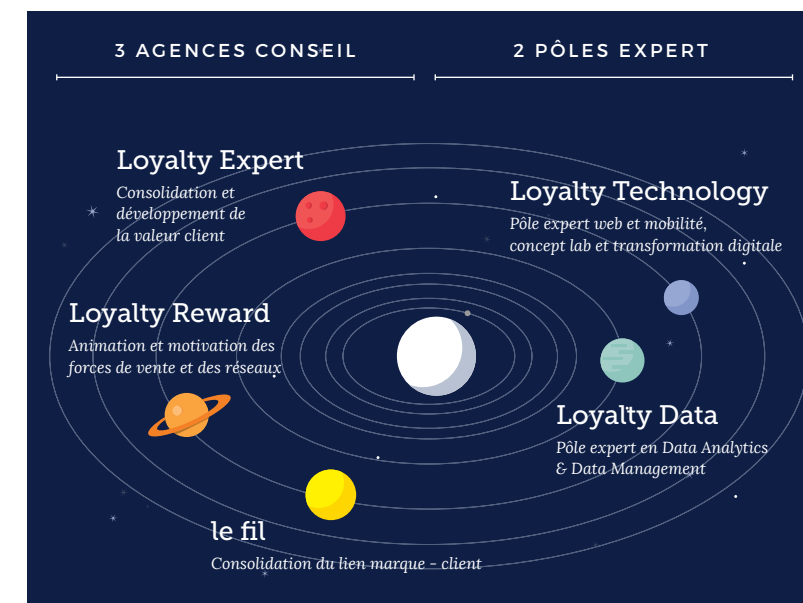 3 AGENCES CONSEIL
2 PÔLES EXPERT
Loyalty Expert
Consolidation et
développement de
la valeur client
Loyalty Technology
Pôle expert web et mobilité,
concept lab et transformation digitale
Loyalty Reward
Animation et motivation des
forces de vente et des réseaux
Loyalty Data
Pôle expert en Data Analytics
& Data Management
le fil
Consolidation du lien marque - client